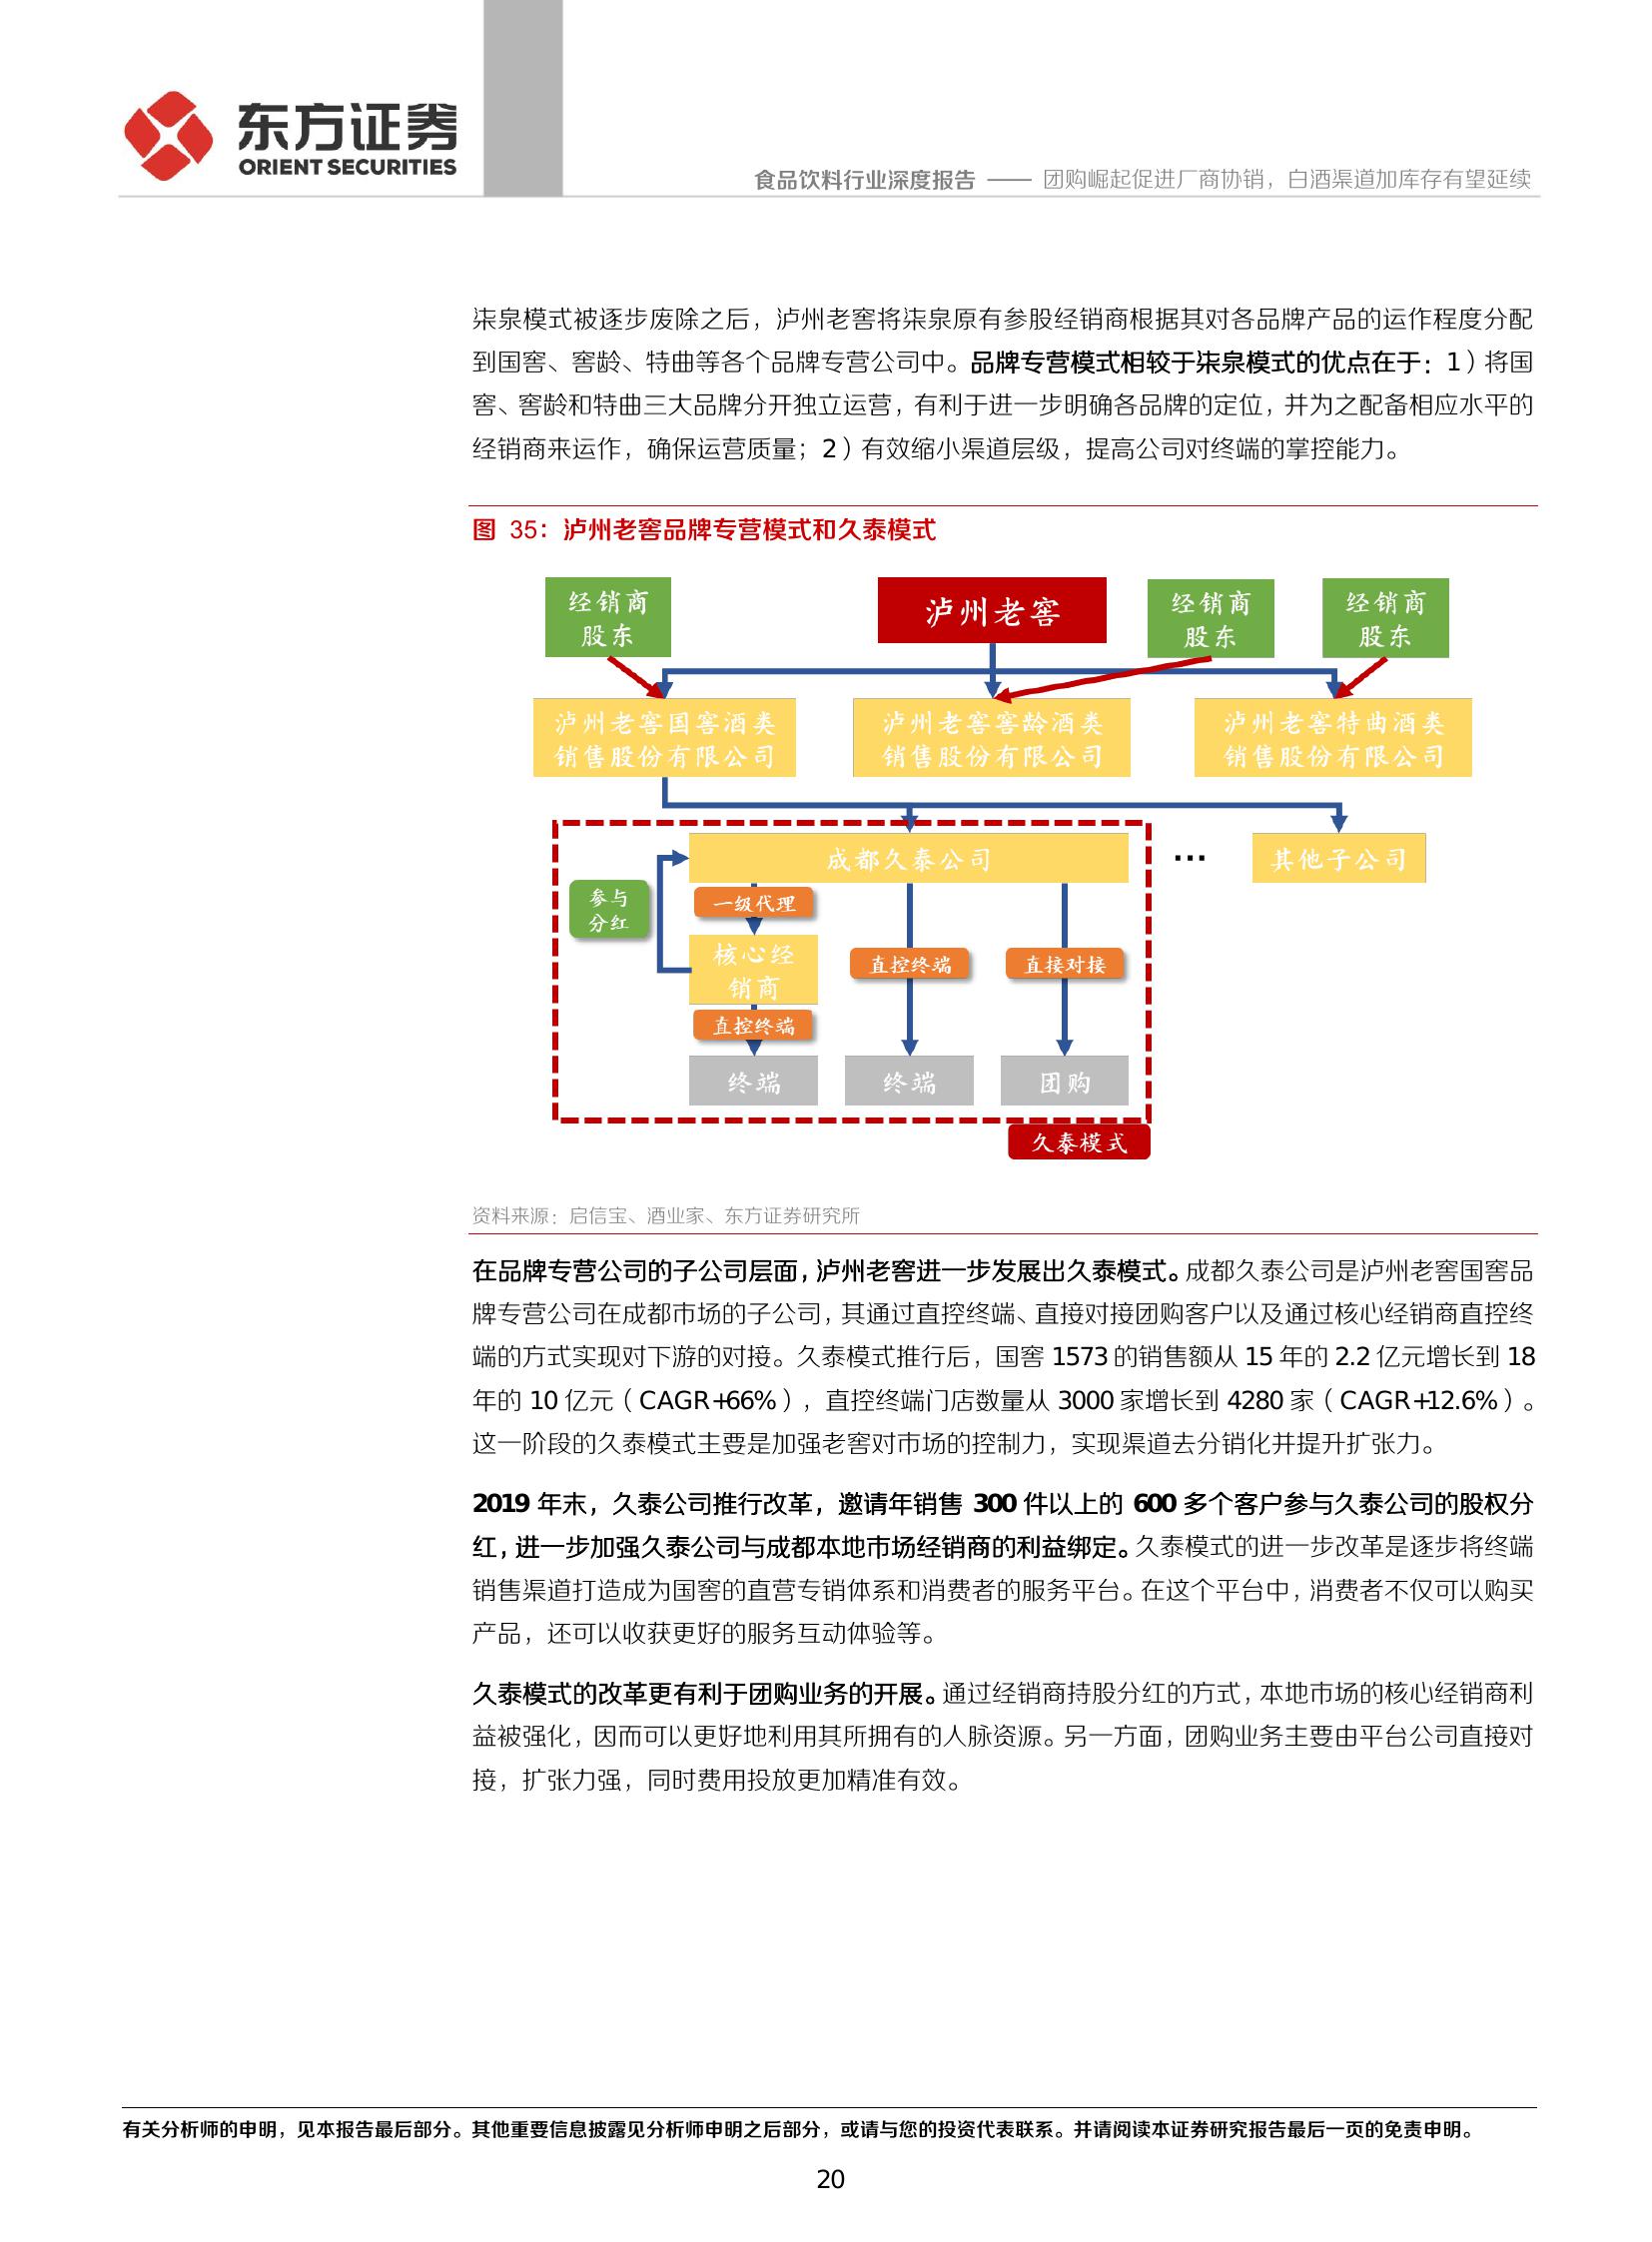 东方证券
ORIENT SECURITIES
食品饮料行业深度报告 —— 团购崛起促进厂商协销，白酒渠道加库存有望延续
柒泉模式被逐步废除之后，泸州老窖将柒泉原有参股经销商根据其对各品牌产品的运作程度分配
到国窖、窖龄、特曲等各个品牌专营公司中。品牌专营模式相较于柒泉模式的优点在于：1）将国
窖、窖龄和特曲三大品牌分开独立运营，有利于进一步明确各品牌的定位，并为之配备相应水平的
经销商来运作，确保运营质量；2）有效缩小渠道层级，提高公司对终端的掌控能力。
图 35：泸州老窖品牌专营模式和久泰模式
经销商
股东
泸州老窖
经销商
股东
经销商
股东
泸州老窖国窖酒类
销售股份有限公司
泸州老窖窖龄酒类
销售股份有限公司
泸州老窖特曲酒类
销售股份有限公司
成都久泰公司
…
其他子公司
参与
分红
一级代理
核心经
销商
直控终端
直接对接
直控终端
终端
终端
团购
久泰模式
资料来源：启信宝、酒业家、东方证券研究所
在品牌专营公司的子公司层面，泸州老窖进一步发展出久泰模式。成都久泰公司是泸州老窖国窖品
牌专营公司在成都市场的子公司，其通过直控终端、直接对接团购客户以及通过核心经销商直控终
端的方式实现对下游的对接。久泰模式推行后，国窖 1573 的销售额从 15 年的 2.2 亿元增长到 18
年的 10 亿元（CAGR+66%），直控终端门店数量从 3000 家增长到 4280 家（CAGR+12.6%）。
这一阶段的久泰模式主要是加强老窖对市场的控制力，实现渠道去分销化并提升扩张力。
2019 年末，久泰公司推行改革，邀请年销售 300 件以上的 600 多个客户参与久泰公司的股权分
红，进一步加强久泰公司与成都本地市场经销商的利益绑定。久泰模式的进一步改革是逐步将终端
销售渠道打造成为国窖的直营专销体系和消费者的服务平台。在这个平台中，消费者不仅可以购买
产品，还可以收获更好的服务互动体验等。
久泰模式的改革更有利于团购业务的开展。通过经销商持股分红的方式，本地市场的核心经销商利
益被强化，因而可以更好地利用其所拥有的人脉资源。另一方面，团购业务主要由平台公司直接对
接，扩张力强，同时费用投放更加精准有效。
有关分析师的申明，见本报告最后部分。其他重要信息披露见分析师申明之后部分，或请与您的投资代表联系。并请阅读本证券研究报告最后一页的免责申明。
20